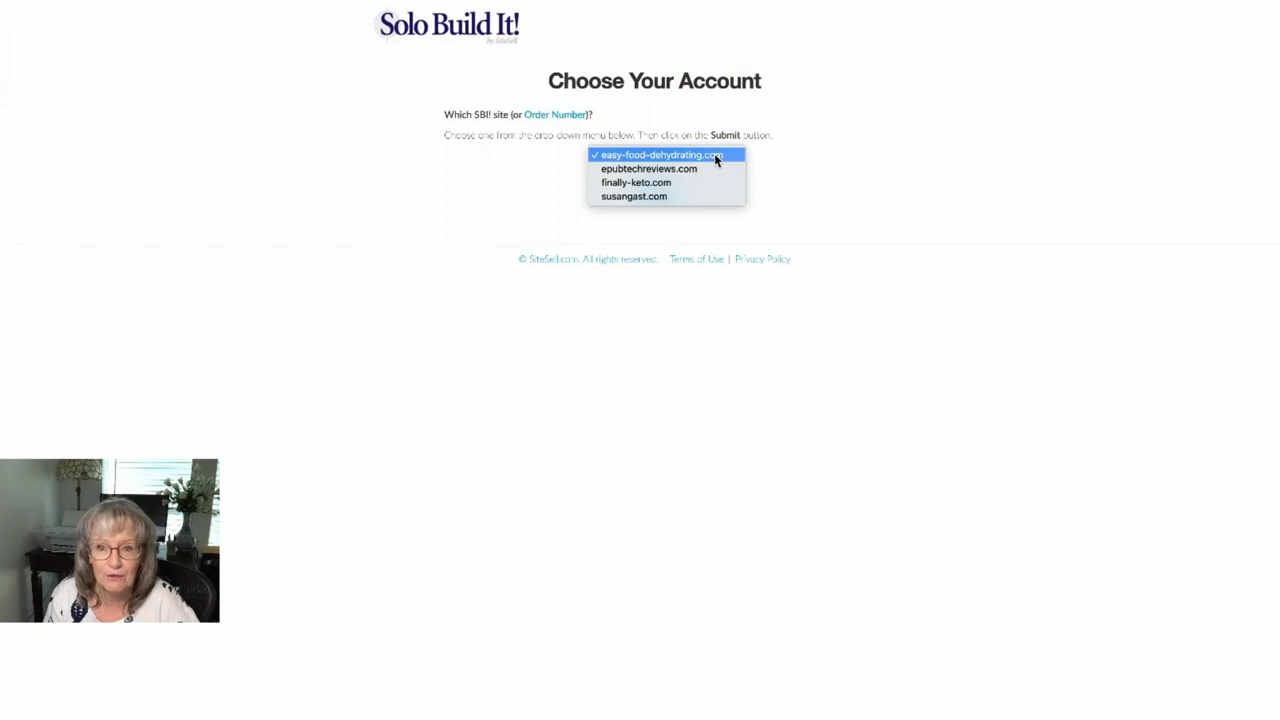 Solo Build It!
by SiteSell
Choose Your Account
Which SBI! site (or Order Number)?
Choose one from the drop-down menu below. Then click on the Submit button.
✓ easy-food-dehydrating.com
epubtechreviews.com
finally-keto.com
susangast.com
© SiteSell.com. All rights reserved. Terms of Use | Privacy Policy